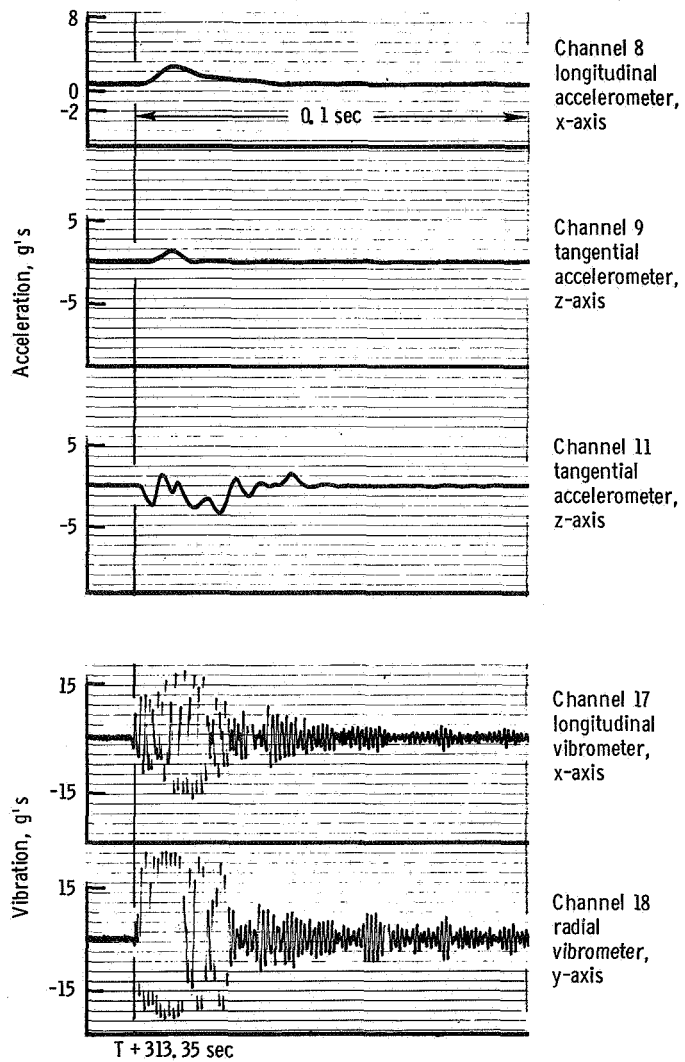 8
0
-2
0.1 sec
Channel 8
longitudinal
accelerometer,
x-axis
5
-5
Channel 9
tangential
accelerometer,
z-axis
Acceleration, g's
5
-5
Channel 11
tangential
accelerometer,
z-axis
15
-15
Channel 17
longitudinal
vibrometer,
x-axis
Vibration, g's
15
-15
Channel 18
radial
vibrometer,
y-axis
T + 313.35 sec